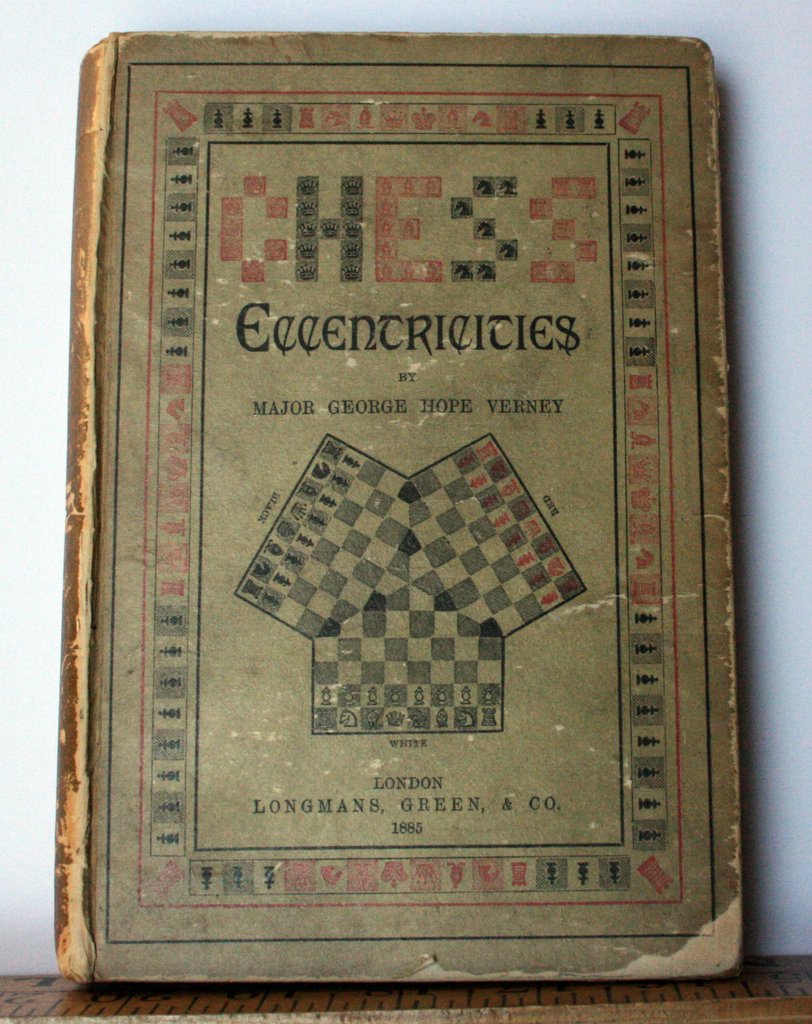 CHESS
ECCENTRICITIES
BY
MAJOR GEORGE HOPE VERNEY
BLACK
RED
WHITE
LONDON
LONGMANS, GREEN, & CO.
1885